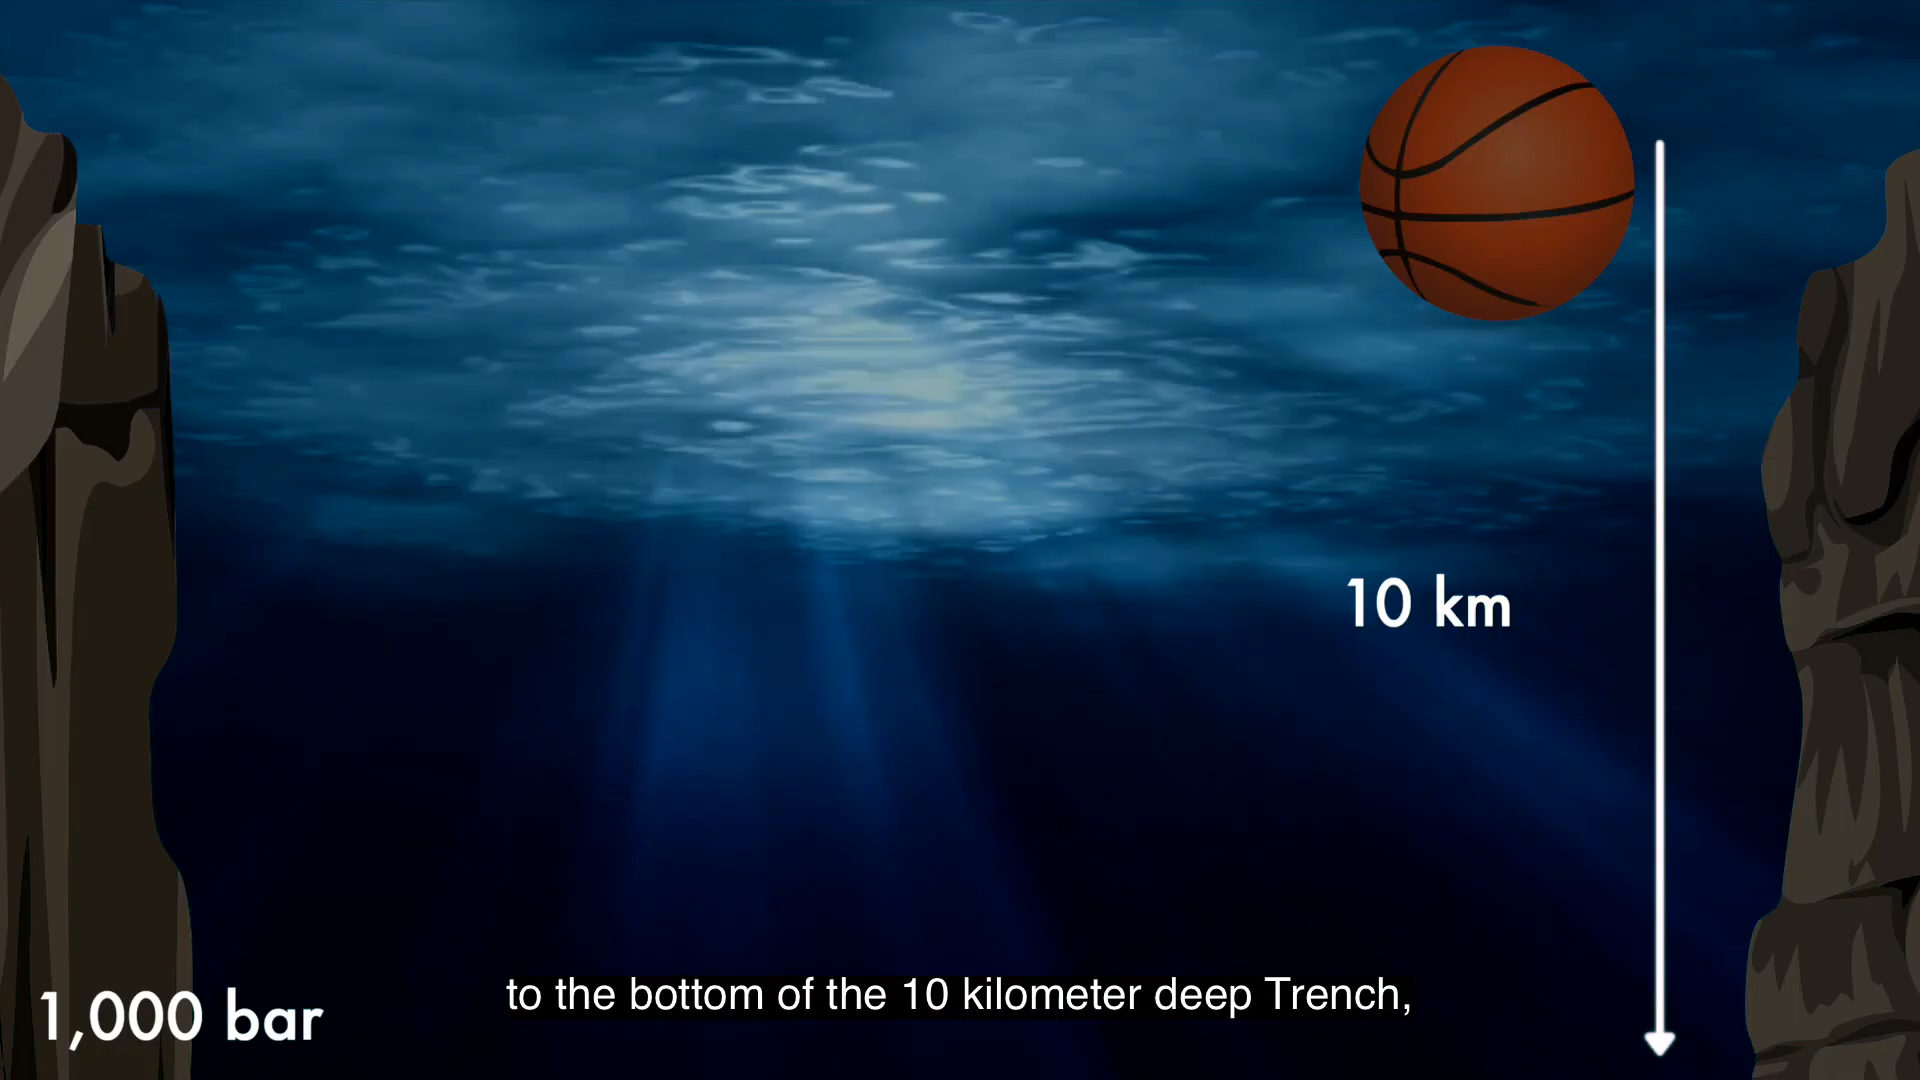 10 km
1,000 bar
to the bottom of the 10 kilometer deep Trench,